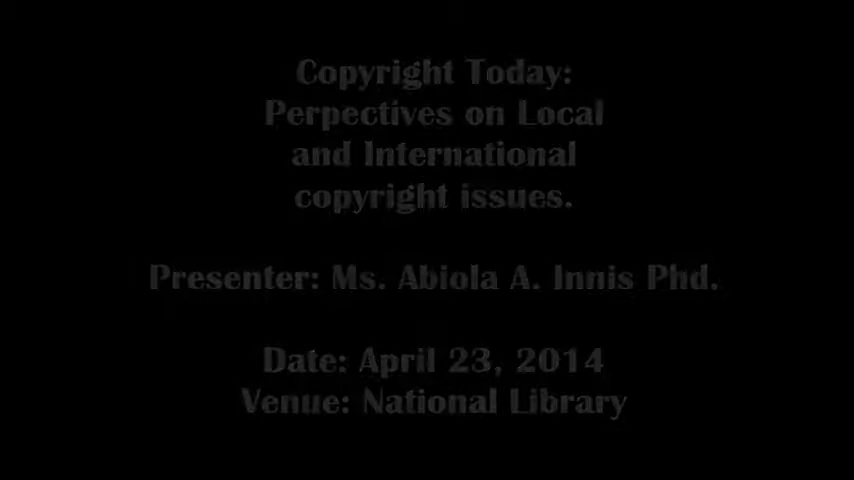 Copyright Today:
Perpectives on Local
and International
copyright issues.
Presenter: Ms. Abiola A. Innis Phd.
Date: April 23, 2014
Venue: National Library